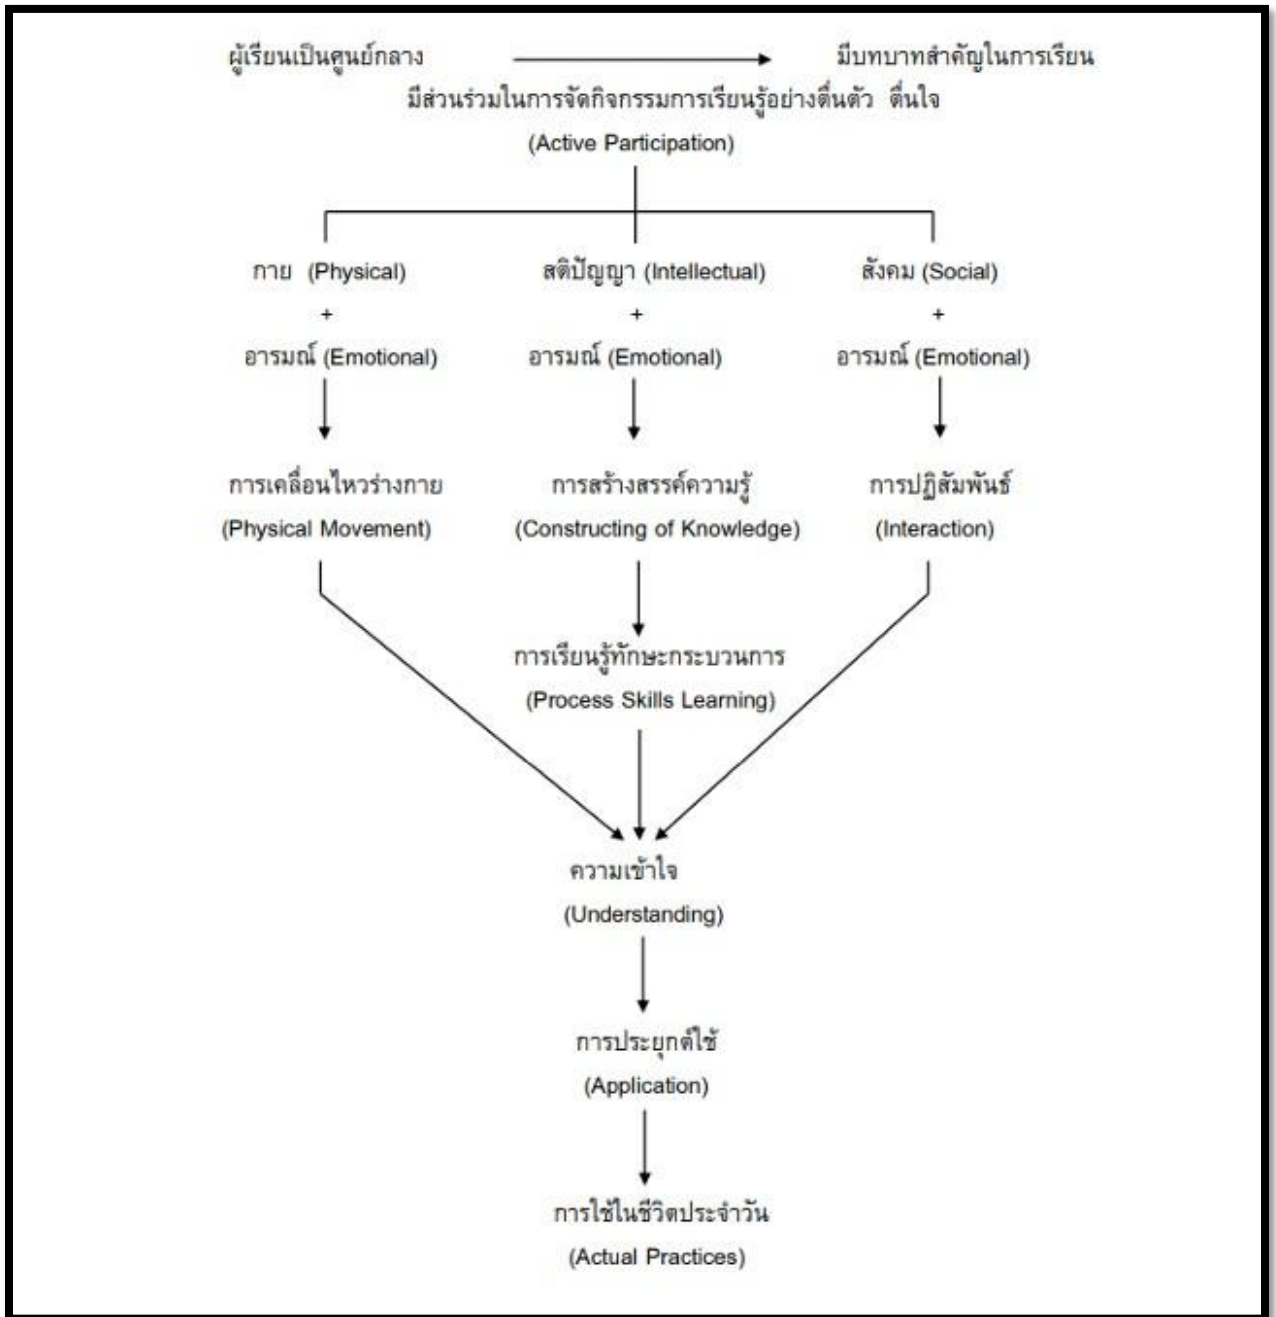 ผู้เรียนเป็นศูนย์กลาง มีบทบาทสำคัญในการเรียน
มีส่วนร่วมในการจัดกิจกรรมการเรียนรู้อย่างตื่นตัว ตื่นใจ
(Active Participation)
กาย (Physical) สติปัญญา (Intellectual) สังคม (Social)
+ + +
อารมณ์ (Emotional) อารมณ์ (Emotional) อารมณ์ (Emotional)
การเคลื่อนไหวร่างกาย การสร้างสรรค์ความรู้ การปฏิสัมพันธ์
(Physical Movement) (Constructing of Knowledge) (Interaction)
การเรียนรู้ทักษะกระบวนการ
(Process Skills Learning)
ความเข้าใจ
(Understanding)
การประยุกต์ใช้
(Application)
การใช้ในชีวิตประจำวัน
(Actual Practices)